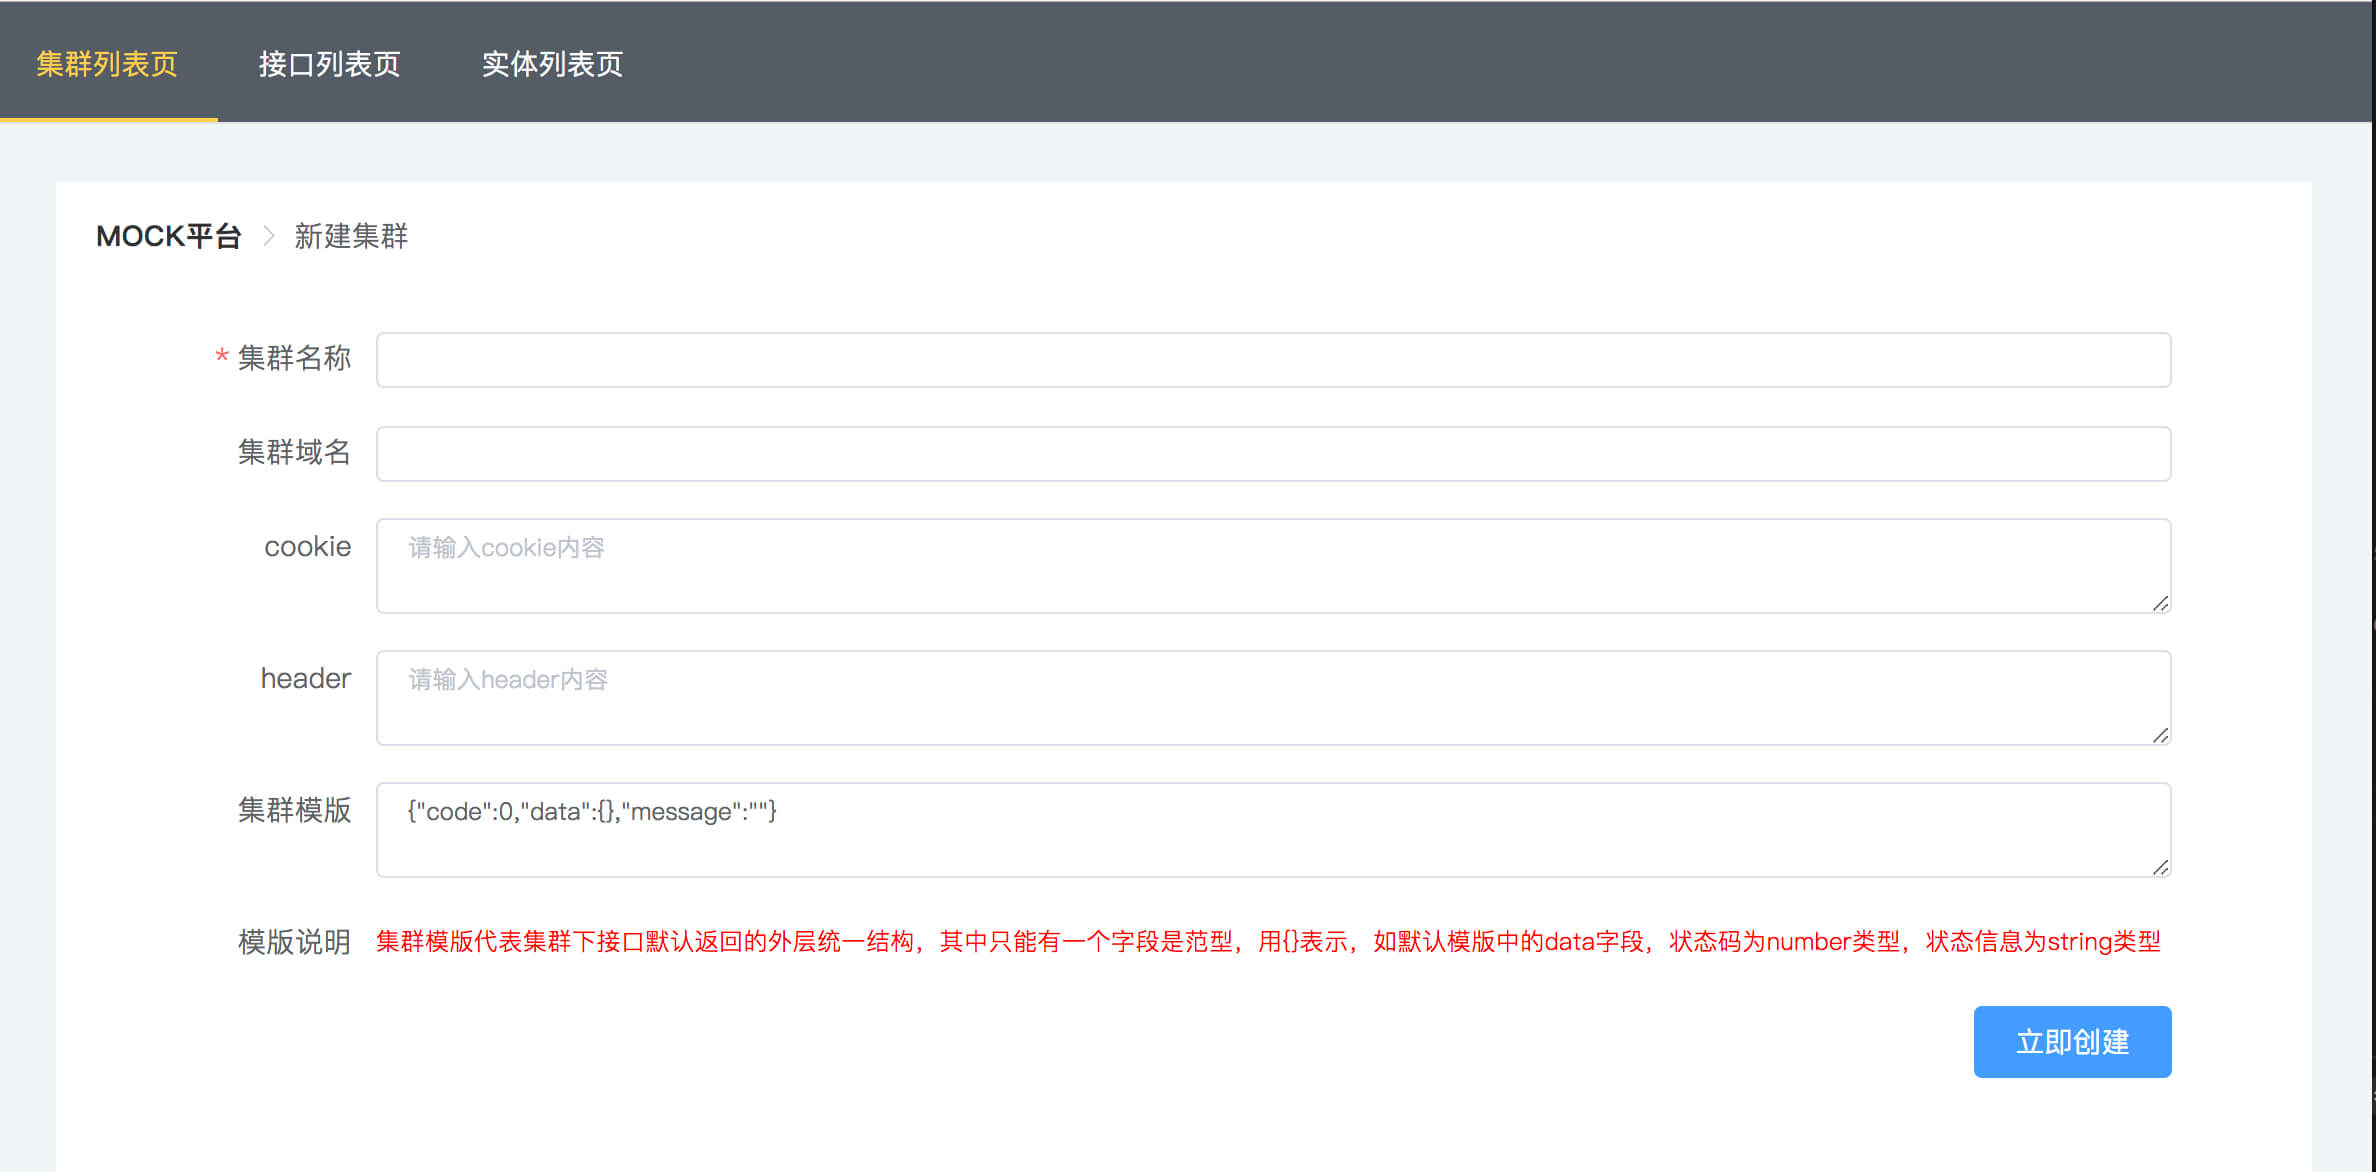 集群列表页 接口列表页 实体列表页
MOCK平台 > 新建集群
* 集群名称
集群域名
cookie 请输入cookie内容
header 请输入header内容
集群模版 {"code":0,"data":{},"message":""}
模版说明 集群模版代表集群下接口默认返回的外层统一结构，其中只能有一个字段是范型，用{}表示，如默认模版中的data字段，状态码为number类型，状态信息为string类型
立即创建